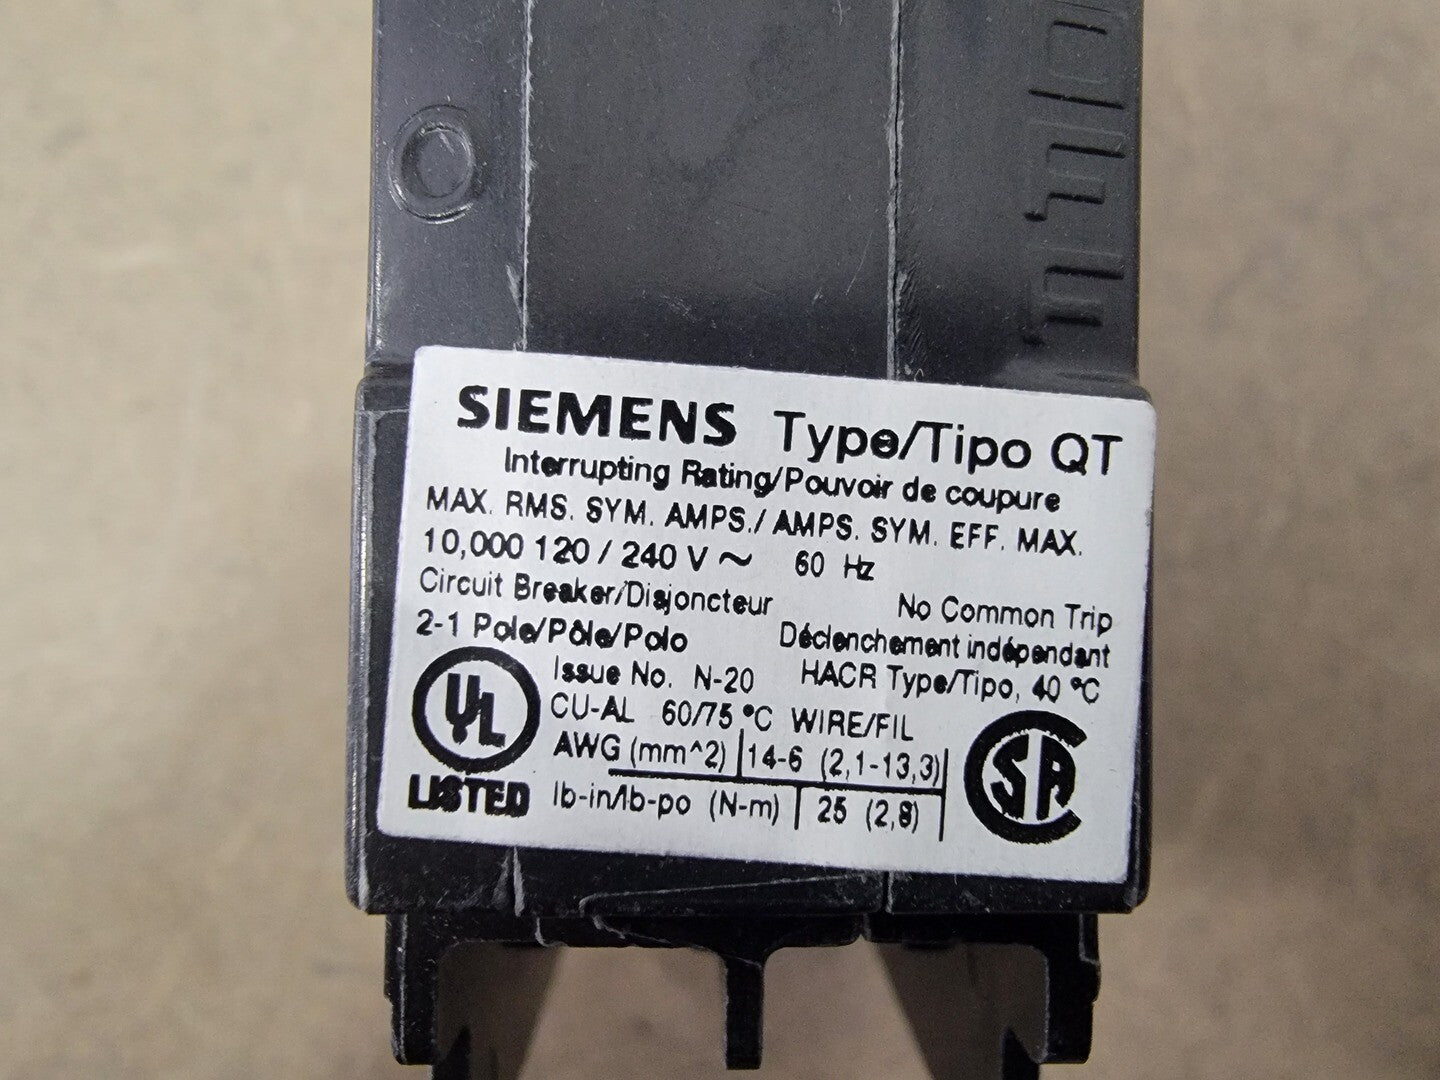 SIEMENS Type/Tipo QT
Interrupting Rating/Pouvoir de coupure
MAX. RMS. SYM. AMPS./ AMPS. SYM. EFF. MAX.
10,000 120 / 240 V ~ 60 Hz
Circuit Breaker/Disjoncteur
No Common Trip
2-1 Pole/Pôle/Polo
Déclenchement indépendant
Issue No. N-20
HACR Type/Tipo, 40 °C
CU-AL 60/75 °C WIRE/FIL
AWG (mm^2) 14-6 (2,1-13,3)
lb-in/lb-po (N-m) 25 (2,8)
UL
LISTED
SA